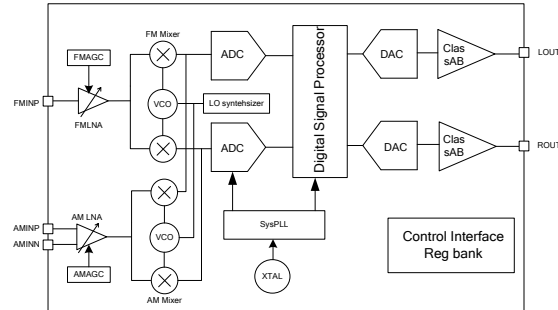 FM Mixer
FMAGC
ADC
DAC
Clas
sAB
LOUT
FMINP
FMLNA
VCO
LO syntehsizer
Digital Signal Processor
ADC
DAC
Clas
sAB
ROUT
AM LNA
AMINP
AMINN
VCO
SysPLL
AMAGC
XTAL
AM Mixer
Control Interface
Reg bank